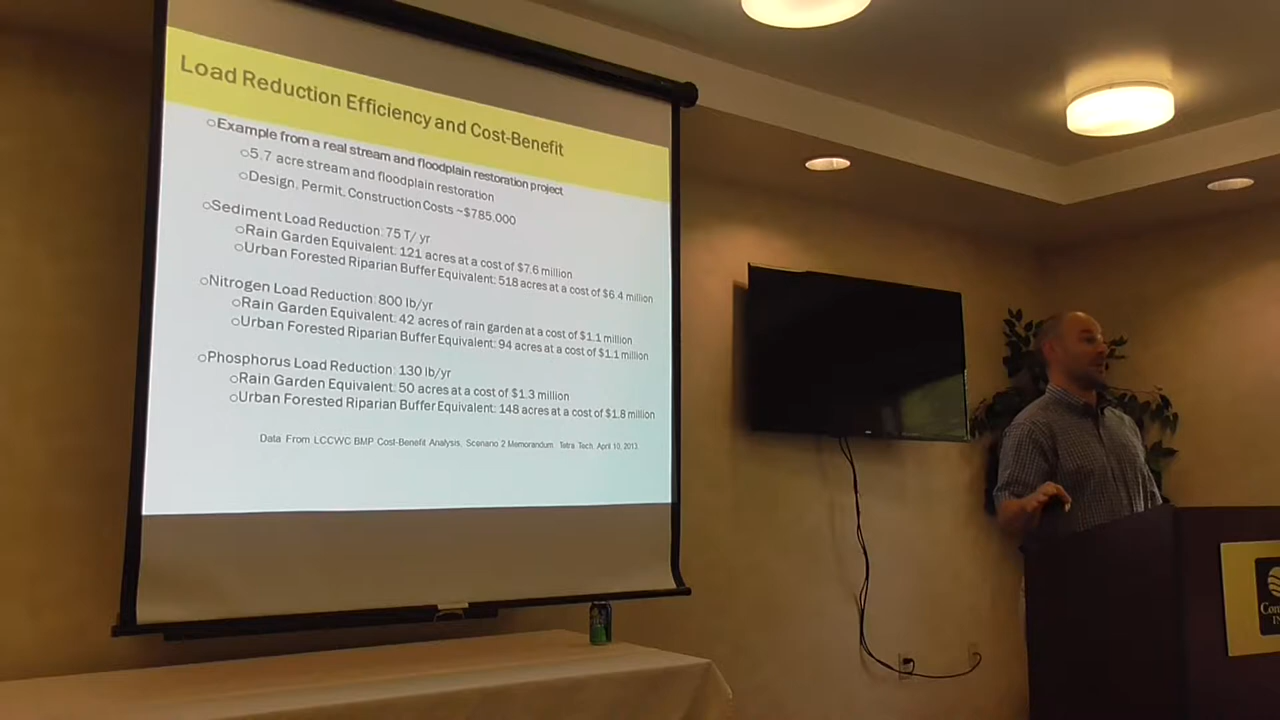 Load Reduction Efficiency and Cost-Benefit
Example from a real stream and floodplain restoration project
5.7 acre stream and floodplain restoration
Design, Permit, Construction Costs ~$785,000
Sediment Load Reduction: 75 T/ yr
Rain Garden Equivalent: 121 acres at a cost of $7.6 million
Urban Forested Riparian Buffer Equivalent: 518 acres at a cost of $6.4 million
Nitrogen Load Reduction: 800 lb/yr
Rain Garden Equivalent: 42 acres of rain garden at a cost of $1.1 million
Urban Forested Riparian Buffer Equivalent: 94 acres at a cost of $1.1 million
Phosphorus Load Reduction: 130 lb/yr
Rain Garden Equivalent: 50 acres at a cost of $1.3 million
Urban Forested Riparian Buffer Equivalent: 148 acres at a cost of $1.8 million
Data From LCCWC BMP Cost-Benefit Analysis, Scenario 2 Memorandum. Tetra Tech, April 10, 2013